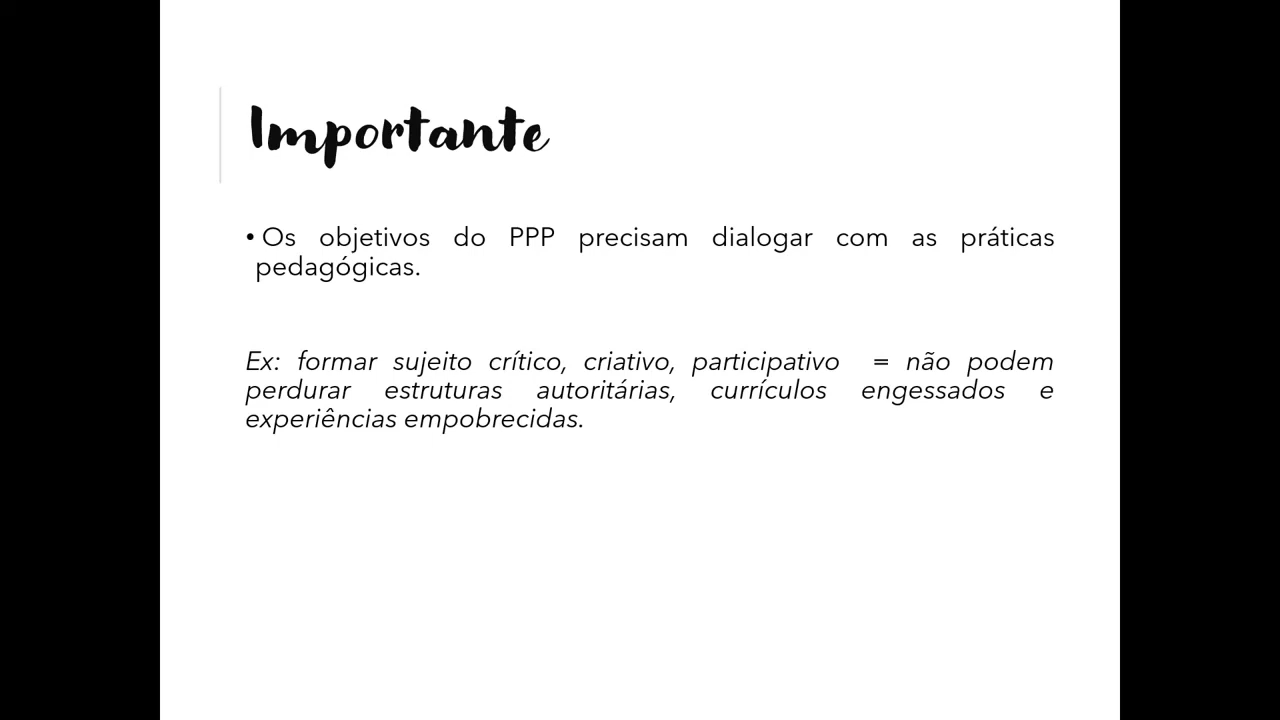 Importante
• Os objetivos do PPP precisam dialogar com as práticas
pedagógicas.
Ex: formar sujeito crítico, criativo, participativo = não podem
perdurar estruturas autoritárias, currículos engessados e
experiências empobrecidas.